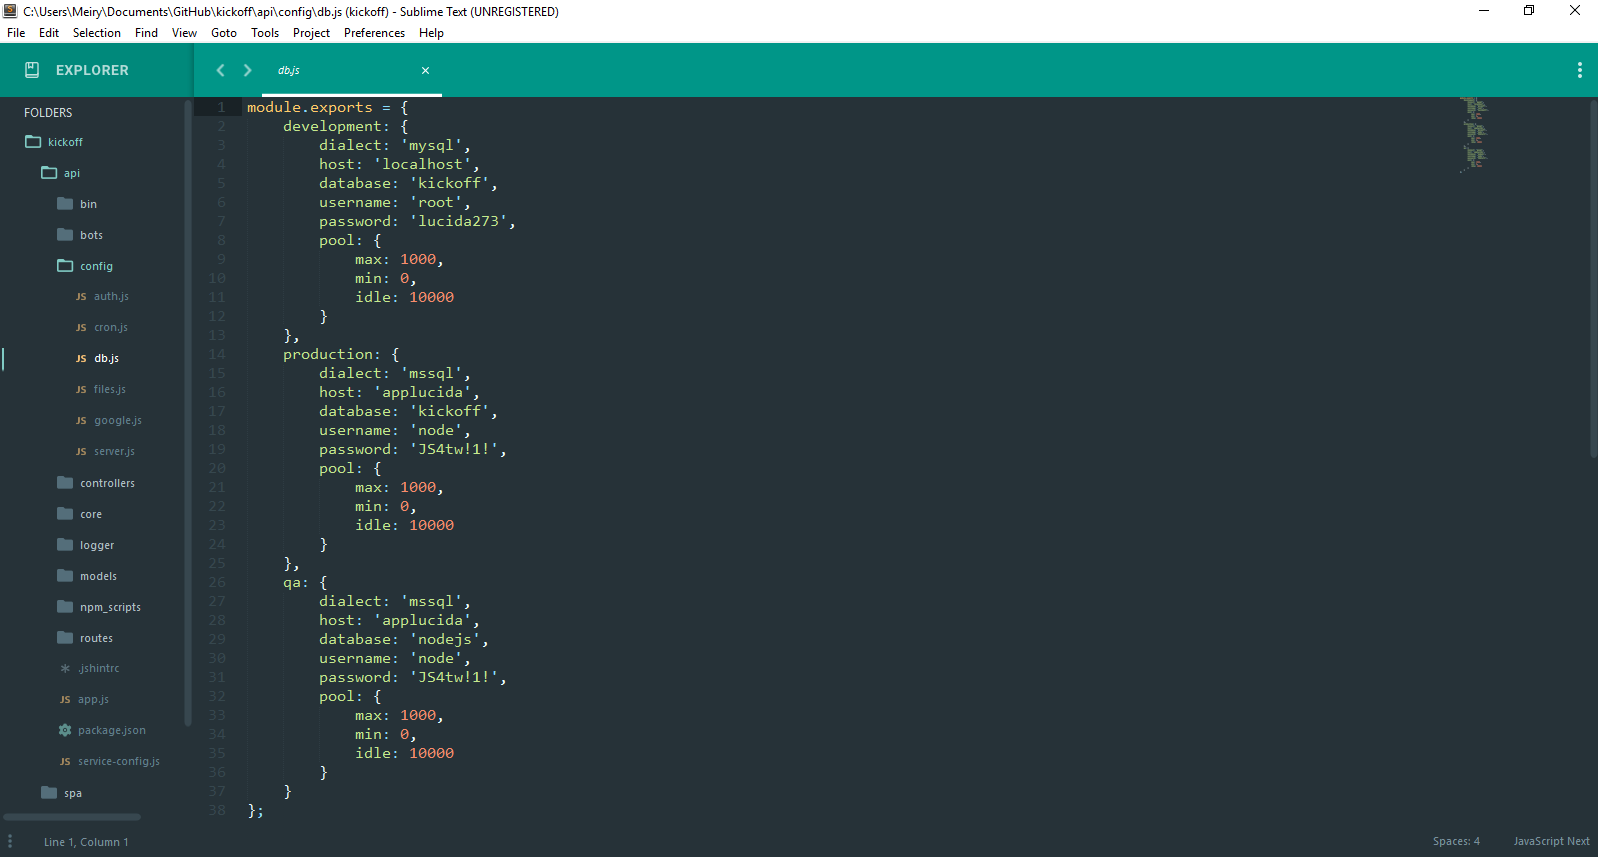 C:\Users\Meiry\Documents\GitHub\kickoff\api\config\db.js (kickoff) - Sublime Text (UNREGISTERED)
File Edit Selection Find View Goto Tools Project Preferences Help
EXPLORER
db.js
FOLDERS
kickoff
api
bin
bots
config
JS auth.js
JS cron.js
JS db.js
JS files.js
JS google.js
JS server.js
controllers
core
logger
models
npm_scripts
routes
.jshintrc
JS app.js
package.json
JS service-config.js
spa
1 module.exports = {
2 development: {
3 dialect: 'mysql',
4 host: 'localhost',
5 database: 'kickoff',
6 username: 'root',
7 password: 'lucida273',
8 pool: {
9 max: 1000,
10 min: 0,
11 idle: 10000
12 }
13 },
14 production: {
15 dialect: 'mssql',
16 host: 'applucida',
17 database: 'kickoff',
18 username: 'node',
19 password: 'JS4tw!1!',
20 pool: {
21 max: 1000,
22 min: 0,
23 idle: 10000
24 }
25 },
26 qa: {
27 dialect: 'mssql',
28 host: 'applucida',
29 database: 'nodejs',
30 username: 'node',
31 password: 'JS4tw!1!',
32 pool: {
33 max: 1000,
34 min: 0,
35 idle: 10000
36 }
37 }
38 };
Line 1, Column 1
Spaces: 4
JavaScript Next